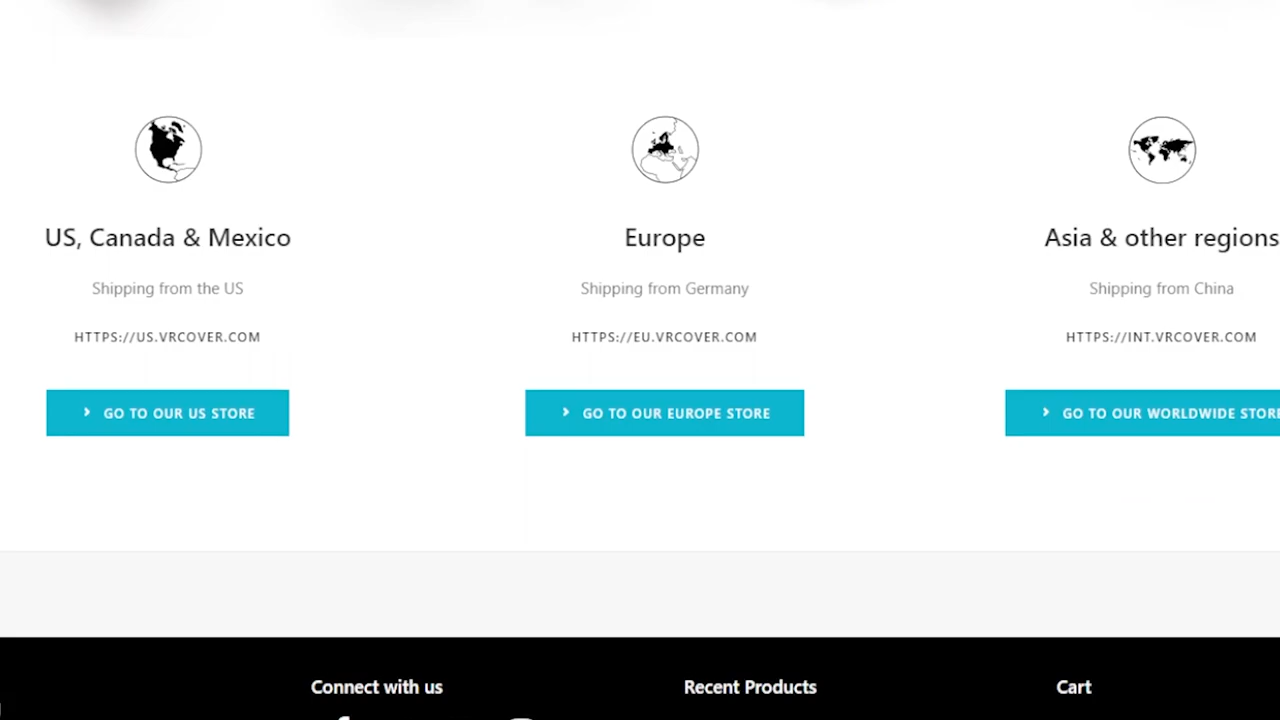 US, Canada & Mexico
Shipping from the US
HTTPS://US.VRCOVER.COM
GO TO OUR US STORE
Europe
Shipping from Germany
HTTPS://EU.VRCOVER.COM
GO TO OUR EUROPE STORE
Asia & other regions
Shipping from China
HTTPS://INT.VRCOVER.COM
GO TO OUR WORLDWIDE STORE
Connect with us
Recent Products
Cart